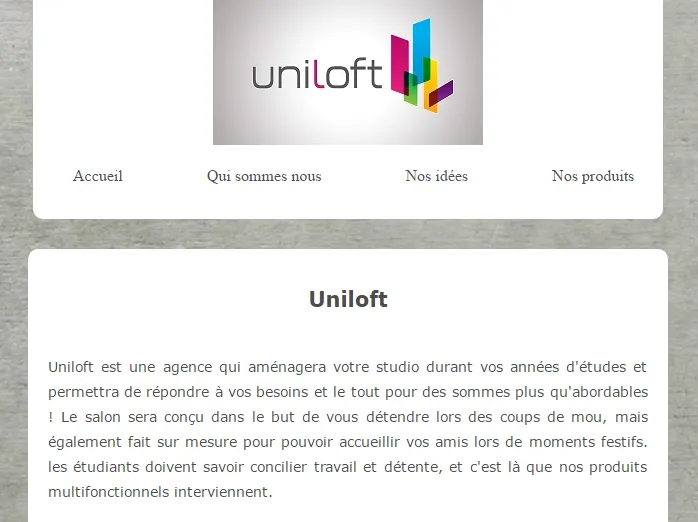 uniloft
Accueil Qui sommes nous Nos idées Nos produits
Uniloft
Uniloft est une agence qui aménagera votre studio durant vos années d'études et
permettra de répondre à vos besoins et le tout pour des sommes plus qu'abordables
! Le salon sera conçu dans le but de vous détendre lors des coups de mou, mais
également fait sur mesure pour pouvoir accueillir vos amis lors de moments festifs.
les étudiants doivent savoir concilier travail et détente, et c'est là que nos produits
multifonctionnels interviennent.